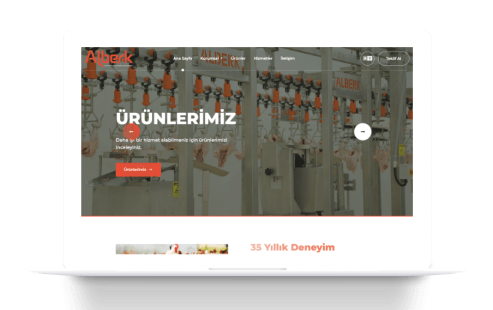 Alberk
Ana Sayfa Kurumsal Ürünler Hizmetler İletişim
Teklif Al
ALBERK
ÜRÜNLERİMİZ
Daha iyi bir hizmet alabilmeniz için ürünlerimizi
inceleyiniz.
Ürünlerimiz →
35 Yıllık Deneyim